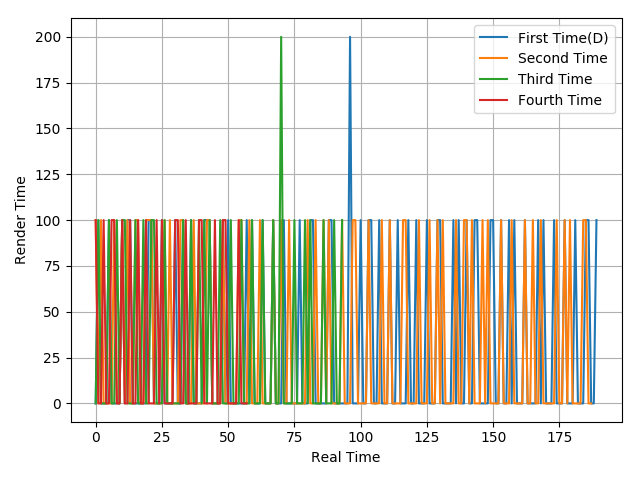 200
175
150
125
100
75
50
25
0
Render Time
First Time(D)
Second Time
Third Time
Fourth Time
0 25 50 75 100 125 150 175
Real Time